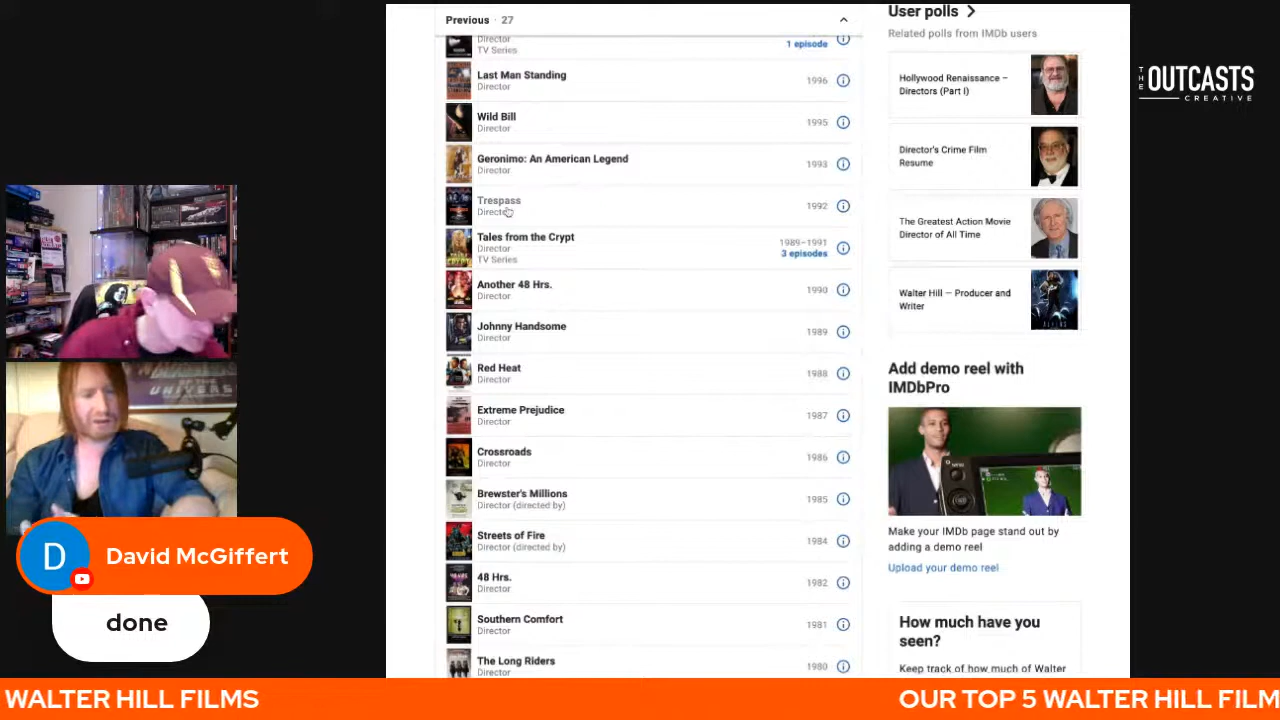 Previous · 27
Director
TV Series
1 episode
Last Man Standing
Director
1996
Wild Bill
Director
1995
Geronimo: An American Legend
Director
1993
Trespass
Director
1992
Tales from the Crypt
Director
TV Series
1989–1991
3 episodes
Another 48 Hrs.
Director
1990
Johnny Handsome
Director
1989
Red Heat
Director
1988
Extreme Prejudice
Director
1987
Crossroads
Director
1986
Brewster's Millions
Director (directed by)
1985
Streets of Fire
Director (directed by)
1984
48 Hrs.
Director
1982
Southern Comfort
Director
1981
The Long Riders
1980
User polls
Related polls from IMDb users
Hollywood Renaissance –
Directors (Part I)
Director's Crime Film
Resume
The Greatest Action Movie
Director of All Time
Walter Hill — Producer and
Writer
ALIENS
Add demo reel with
IMDbPro
Make your IMDb page stand out by
adding a demo reel
Upload your demo reel
How much have you
seen?
Keep track of how much of Walter
THE
OUTCASTS
CREATIVE
D
David McGiffert
done
WALTER HILL FILMS
OUR TOP 5 WALTER HILL FILM